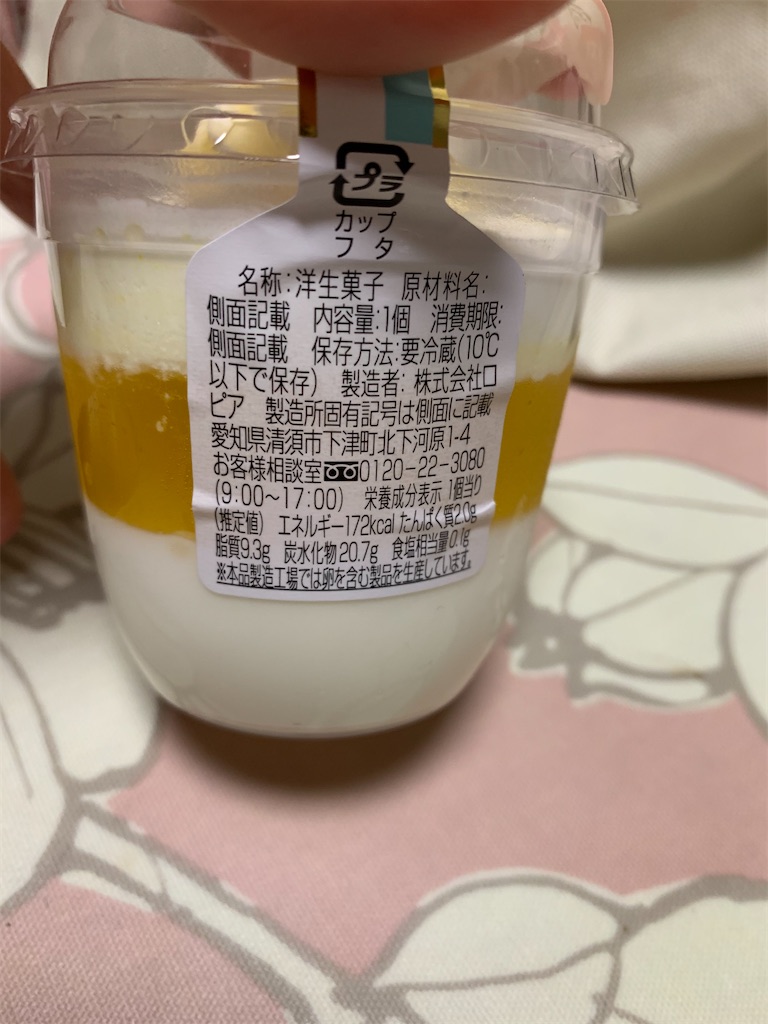 プラ
カップ
フタ
名称:洋生菓子 原材料名:
側面記載 内容量:1個 消費期限:
側面記載 保存方法:要冷蔵(10℃
以下で保存) 製造者:株式会社ロ
ピア 製造所固有記号は側面に記載
愛知県清須市下津町北下河原1-4
お客様相談室 0120-22-3080
(9:00~17:00) 栄養成分表示 1個当り
(推定値) エネルギー172kcal たんぱく質2.0g
脂質9.3g 炭水化物20.7g 食塩相当量0.1g
※本品製造工場では卵を含む製品を生産しています。